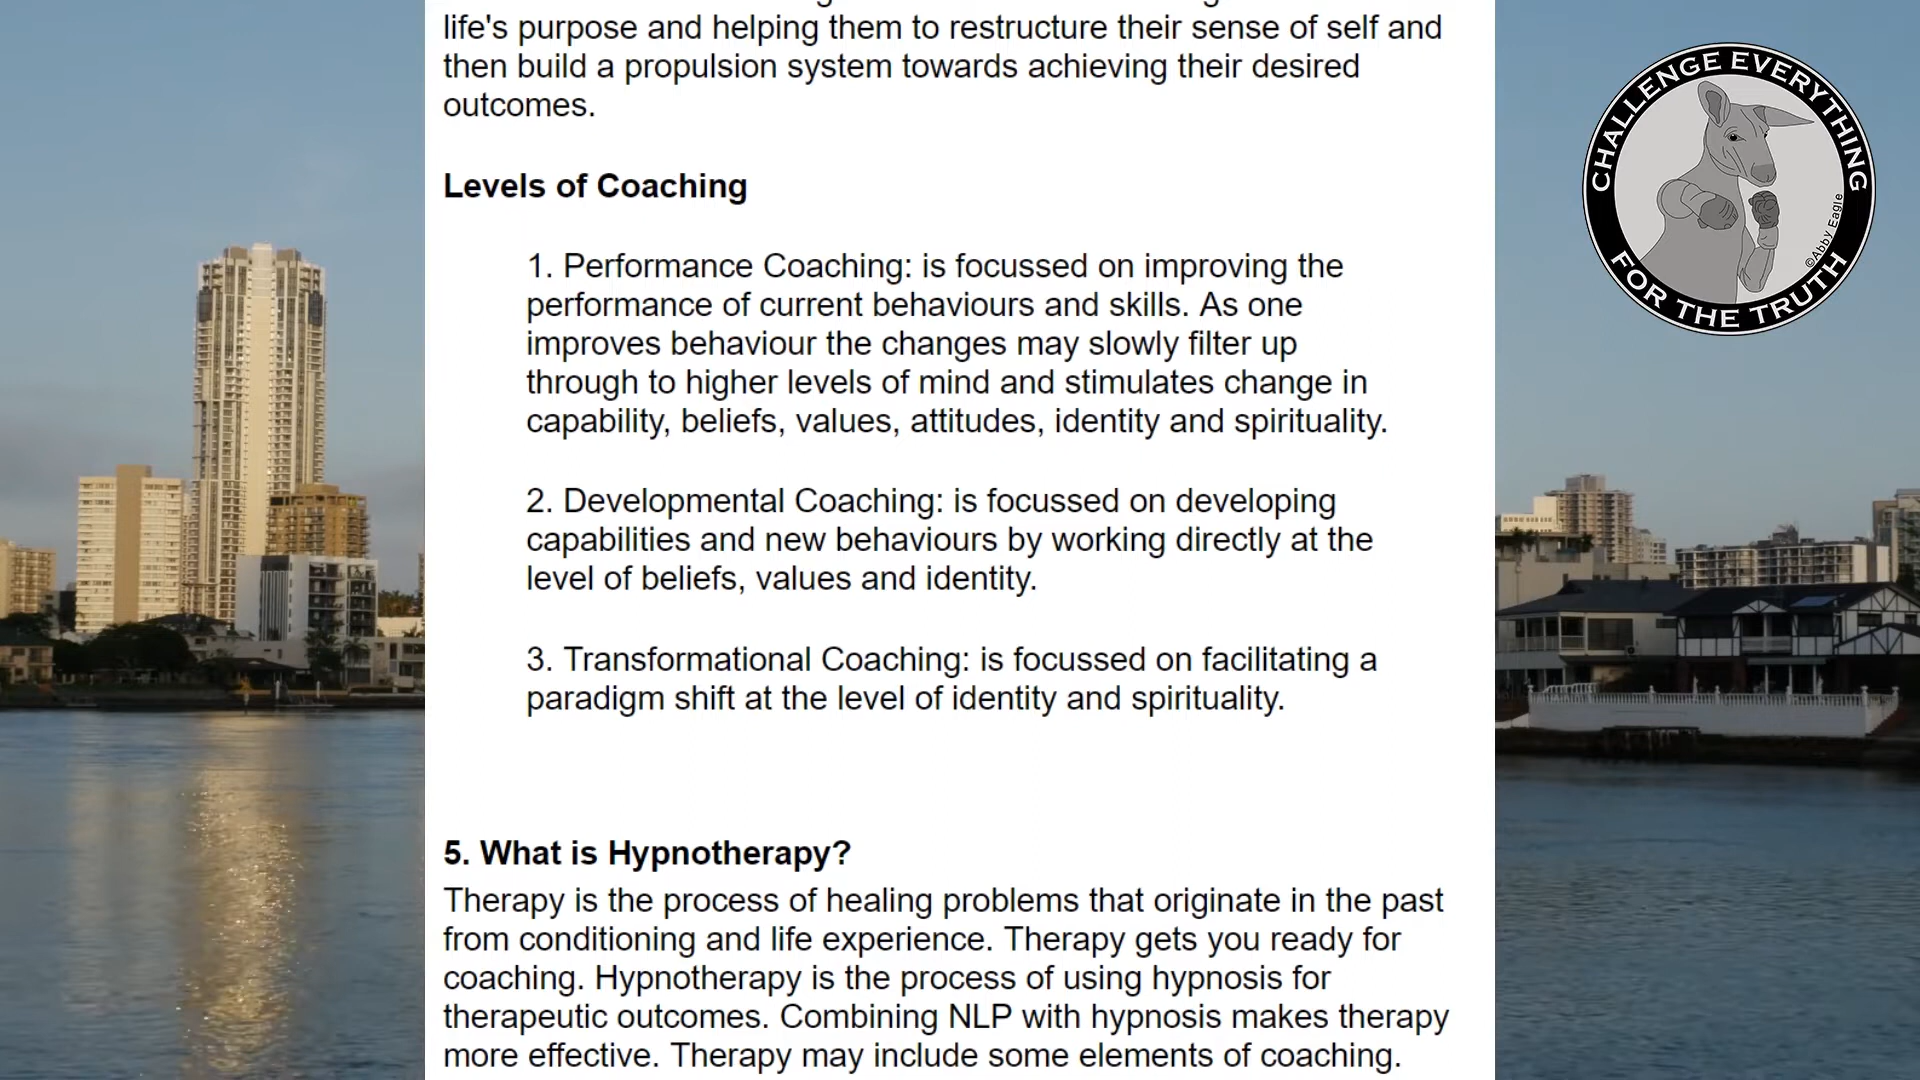 life's purpose and helping them to restructure their sense of self and
then build a propulsion system towards achieving their desired
outcomes.
Levels of Coaching
1. Performance Coaching: is focussed on improving the
performance of current behaviours and skills. As one
improves behaviour the changes may slowly filter up
through to higher levels of mind and stimulates change in
capability, beliefs, values, attitudes, identity and spirituality.
2. Developmental Coaching: is focussed on developing
capabilities and new behaviours by working directly at the
level of beliefs, values and identity.
3. Transformational Coaching: is focussed on facilitating a
paradigm shift at the level of identity and spirituality.
5. What is Hypnotherapy?
Therapy is the process of healing problems that originate in the past
from conditioning and life experience. Therapy gets you ready for
coaching. Hypnotherapy is the process of using hypnosis for
therapeutic outcomes. Combining NLP with hypnosis makes therapy
more effective. Therapy may include some elements of coaching.
CHALLENGE EVERYTHING
FOR THE TRUTH
©Abby Eagle